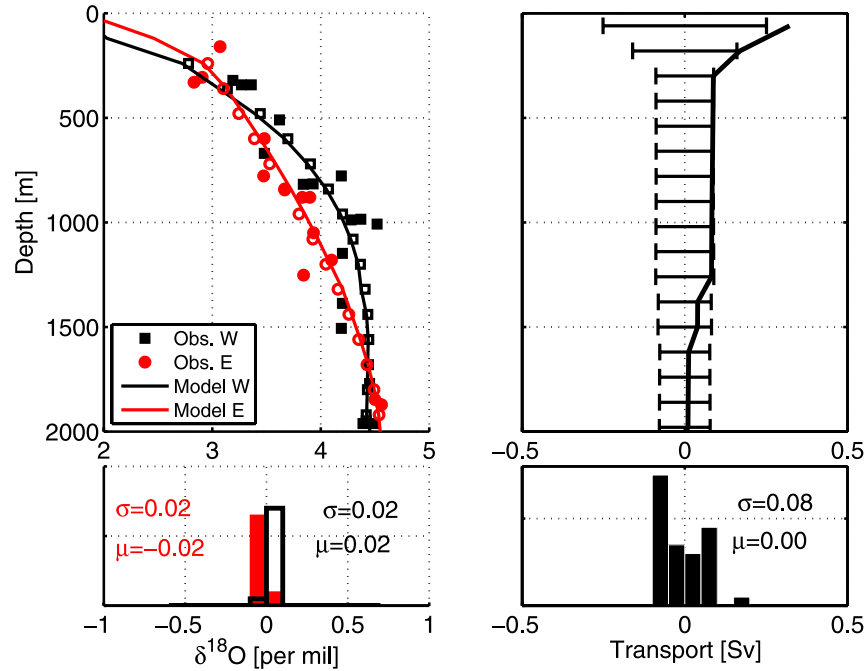 0
500
1000
1500
2000
Depth [m]
Obs. W
Obs. E
Model W
Model E
2 3 4 5
−0.5 0 0.5
σ=0.02
μ=−0.02
σ=0.02
μ=0.02
−1 −0.5 0 0.5 1
δ¹⁸O [per mil]
σ=0.08
μ=0.00
−0.5 0 0.5
Transport [Sv]